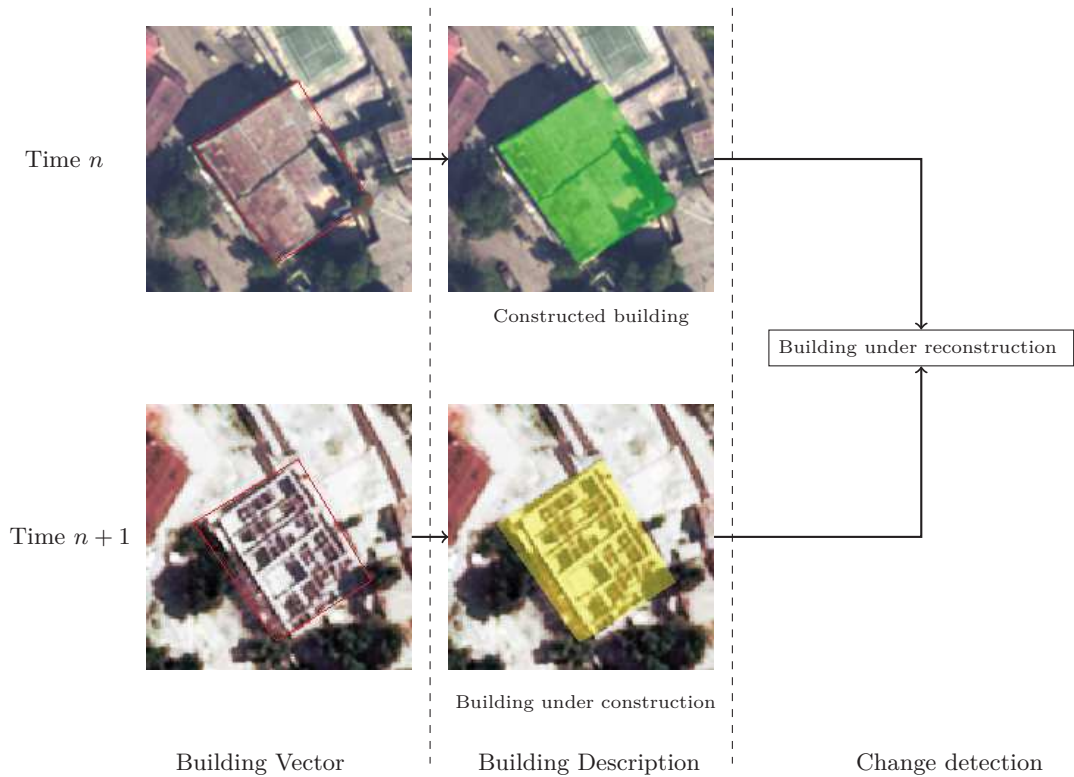 Time n
Constructed building
Building under reconstruction
Time n + 1
Building under construction
Building Vector
Building Description
Change detection